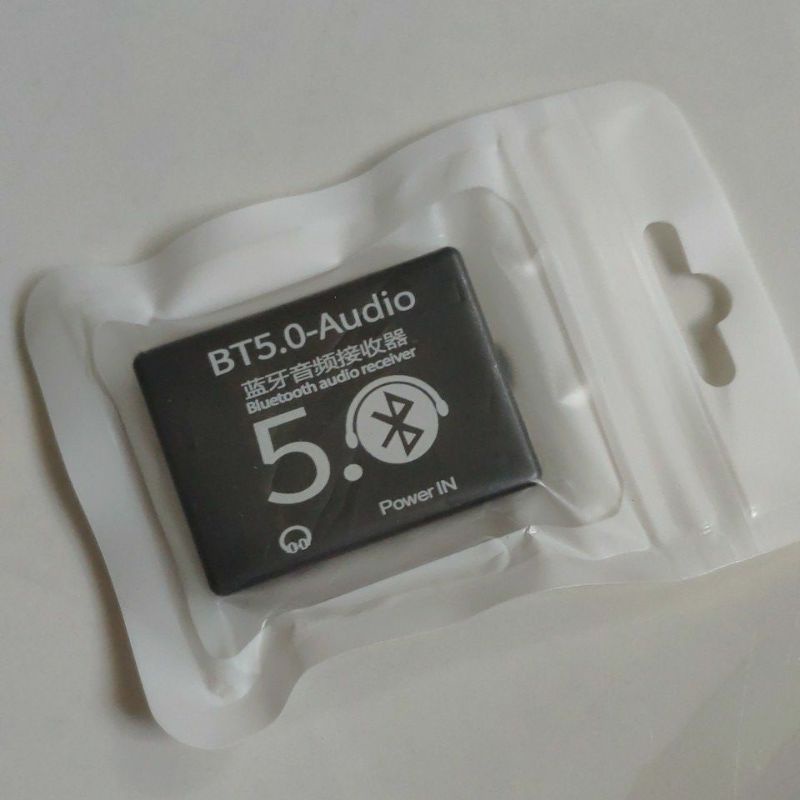 BT5.0-Audio
蓝牙音频接收器
Bluetooth audio receiver
5.0
Power IN